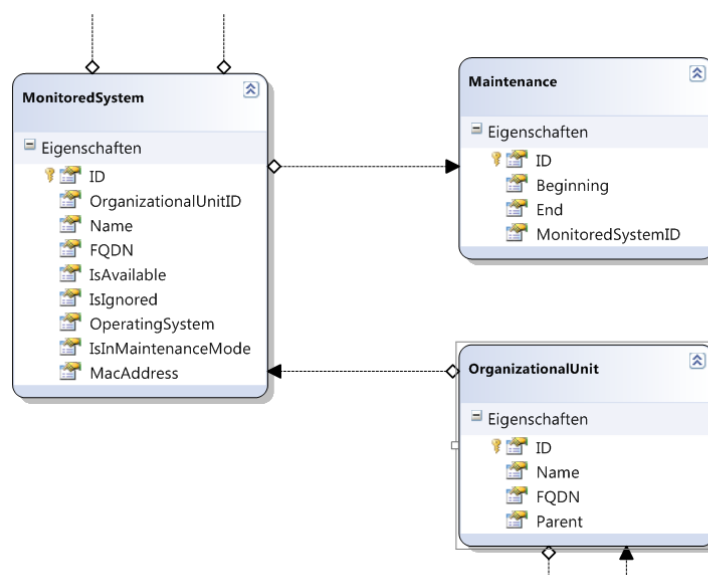 MonitoredSystem
Eigenschaften
ID
OrganizationalUnitID
Name
FQDN
IsAvailable
IsIgnored
OperatingSystem
IsInMaintenanceMode
MacAddress
Maintenance
Eigenschaften
ID
Beginning
End
MonitoredSystemID
OrganizationalUnit
Eigenschaften
ID
Name
FQDN
Parent